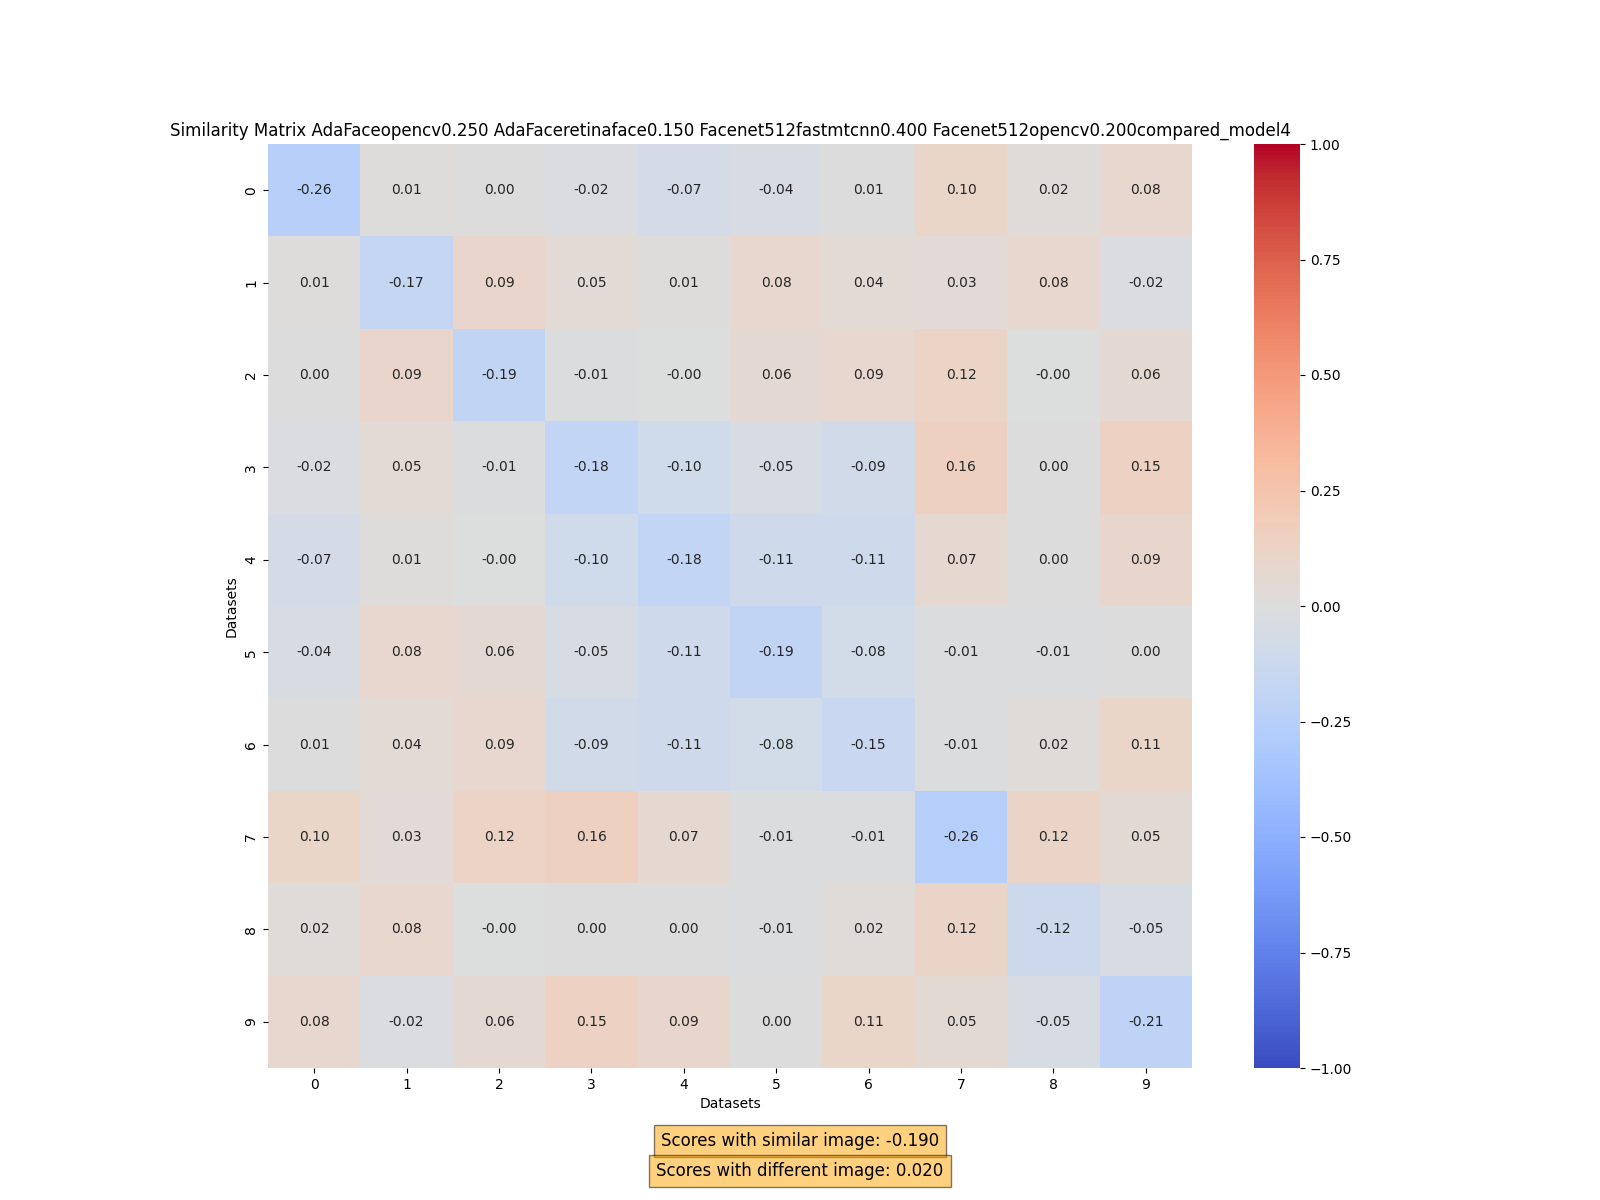 Similarity Matrix AdaFaceopencv0.250 AdaFaceretinaface0.150 Facenet512fastmtcnn0.400 Facenet512opencv0.200compared_model4
0 -0.26 0.01 0.00 -0.02 -0.07 -0.04 0.01 0.10 0.02 0.08
1 0.01 -0.17 0.09 0.05 0.01 0.08 0.04 0.03 0.08 -0.02
2 0.00 0.09 -0.19 -0.01 -0.00 0.06 0.09 0.12 -0.00 0.06
3 -0.02 0.05 -0.01 -0.18 -0.10 -0.05 -0.09 0.16 0.00 0.15
4 -0.07 0.01 -0.00 -0.10 -0.18 -0.11 -0.11 0.07 0.00 0.09
Datasets
5 -0.04 0.08 0.06 -0.05 -0.11 -0.19 -0.08 -0.01 -0.01 0.00
6 0.01 0.04 0.09 -0.09 -0.11 -0.08 -0.15 -0.01 0.02 0.11
7 0.10 0.03 0.12 0.16 0.07 -0.01 -0.01 -0.26 0.12 0.05
8 0.02 0.08 -0.00 0.00 0.00 -0.01 0.02 0.12 -0.12 -0.05
9 0.08 -0.02 0.06 0.15 0.09 0.00 0.11 0.05 -0.05 -0.21
0 1 2 3 4 5 6 7 8 9
Datasets
1.00
0.75
0.50
0.25
0.00
−0.25
−0.50
−0.75
−1.00
Scores with similar image: -0.190
Scores with different image: 0.020